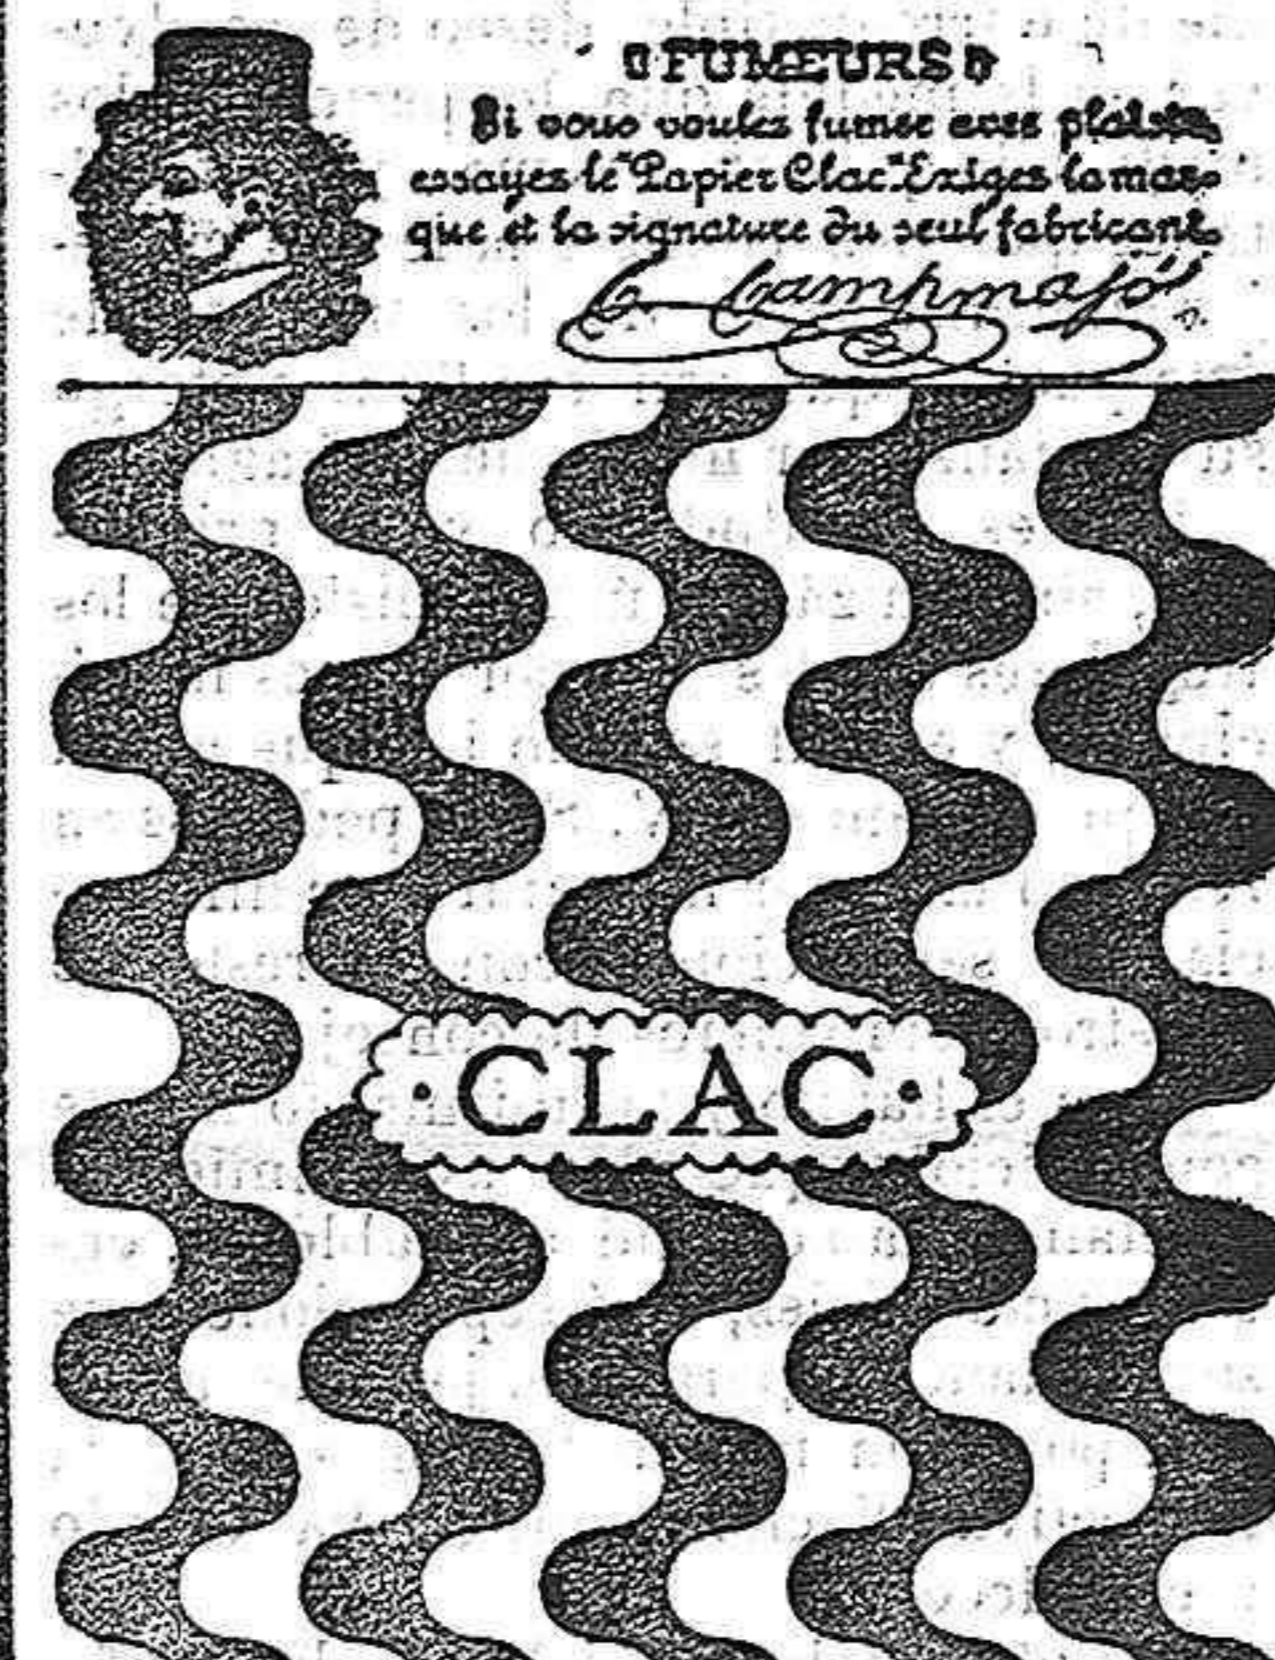 FUMEURS
Si vous voulez fumer avec plaisir,
essayez le "Papier Clac". Exigez la mar-
que et la signature du seul fabricant.
C. Campmajó
· CLAC ·